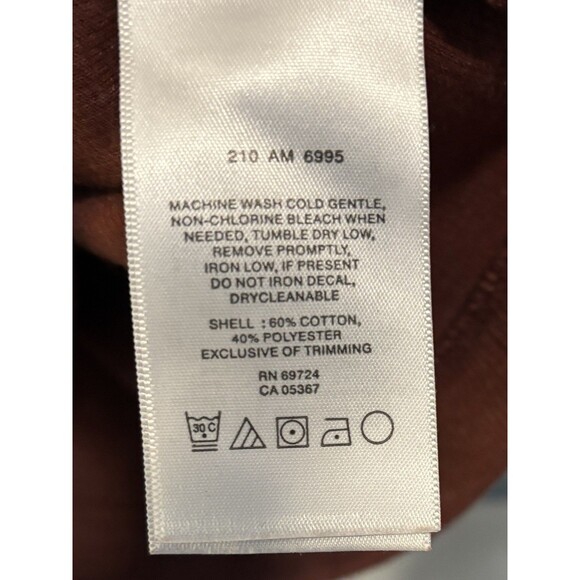 210 AM 6995
MACHINE WASH COLD GENTLE,
NON-CHLORINE BLEACH WHEN
NEEDED, TUMBLE DRY LOW,
REMOVE PROMPTLY,
IRON LOW, IF PRESENT
DO NOT IRON DECAL,
DRYCLEANABLE
SHELL : 60% COTTON,
40% POLYESTER
EXCLUSIVE OF TRIMMING
RN 69724
CA 05367
30 C